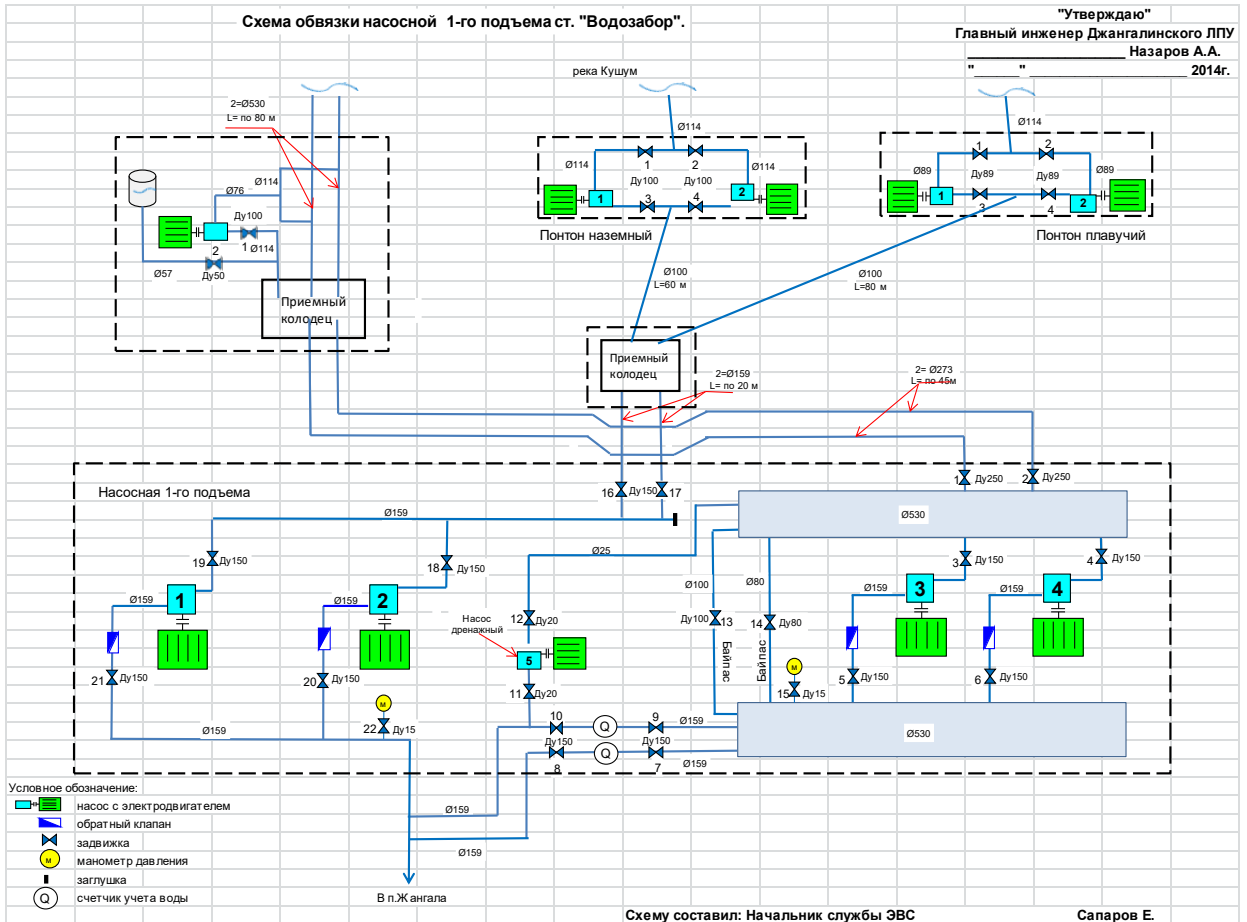 Схема обвязки насосной 1-го подъема ст. "Водозабор".
"Утверждаю"
Главный инженер Джангалинского ЛПУ
Назаров А.А.
"______" ______________________ 2014г.
река Кушум
2=Ø530
L= по 80 м
Ø114
Ø76
Ду100
1
Ø114
2
Ø57
Ду50
Приемный
колодец
Ø114
Ø114
1
2
Ø114
Ду100
Ду100
1
2
3
4
Понтон наземный
Ø114
1
2
Ø89
Ду89
Ду89
Ø89
1
2
3
4
Понтон плавучий
Ø100
L=60 м
Ø100
L=80 м
Приемный
колодец
2=Ø159
L= по 20 м
2= Ø273
L= по 45м
Насосная 1-го подъема
16
Ду150
17
1
Ду250
2
Ду250
Ø159
Ø530
Ø25
19
Ду150
18
Ду150
3
Ду150
4
Ду150
Ø100
Ø80
Ø159
1
Ø159
2
Ø159
3
Ø159
4
Насос
дренажный
12
Ду20
5
11
Ду20
Ду100
13
14
Ду80
Байпас
Байпас
21
Ду150
20
Ду150
м
15
Ду15
5
Ду150
6
Ду150
м
22
Ду15
Ø159
10
Q
9
Ø159
Ду150
Ду150
Q
8
7
Ø159
Ø530
Ø159
Ø159
В п.Жангала
Условное обозначение:
насос с электродвигателем
обратный клапан
задвижка
м
манометр давления
заглушка
Q
счетчик учета воды
Схему составил: Начальник службы ЭВС Сапаров Е.